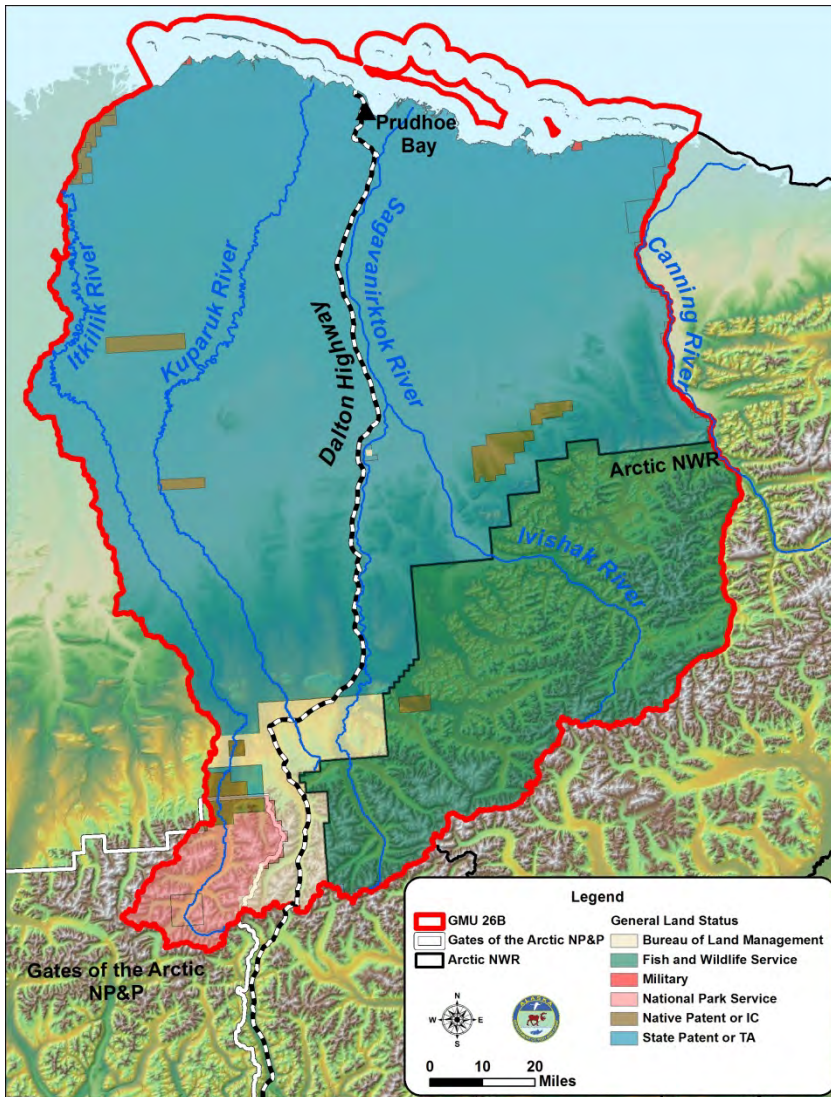 Prudhoe
Bay
Sagavanirktok River
Itkillik River
Kuparuk River
Dalton Highway
Canning River
Arctic NWR
Ivishak River
Gates of the Arctic
NP&P
Legend
GMU 26B
Gates of the Arctic NP&P
Arctic NWR
General Land Status
Bureau of Land Management
Fish and Wildlife Service
Military
National Park Service
Native Patent or IC
State Patent or TA
N
W E
S
ALASKA
0 10 20
Miles